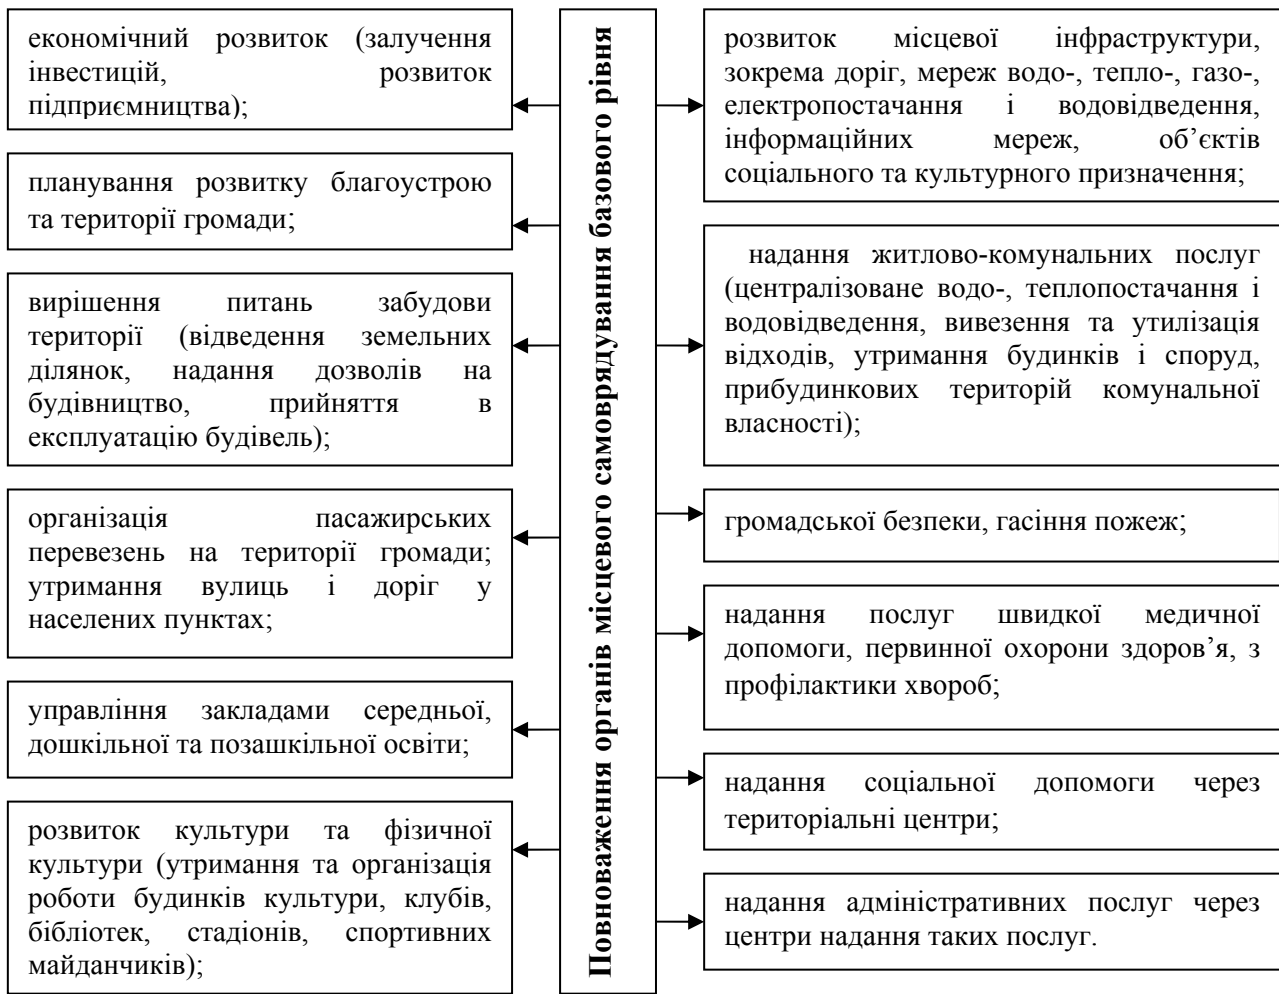 економічний розвиток (залучення
інвестицій, розвиток
підприємництва);
планування розвитку благоустрою
та території громади;
вирішення питань забудови
території (відведення земельних
ділянок, надання дозволів на
будівництво, прийняття в
експлуатацію будівель);
організація пасажирських
перевезень на території громади;
утримання вулиць і доріг у
населених пунктах;
управління закладами середньої,
дошкільної та позашкільної освіти;
розвиток культури та фізичної
культури (утримання та організація
роботи будинків культури, клубів,
бібліотек, стадіонів, спортивних
майданчиків);
Повноваження органів місцевого самоврядування базового рівня
розвиток місцевої інфраструктури,
зокрема доріг, мереж водо-, тепло-, газо-,
електропостачання і водовідведення,
інформаційних мереж, об’єктів
соціального та культурного призначення;
надання житлово-комунальних послуг
(централізоване водо-, теплопостачання і
водовідведення, вивезення та утилізація
відходів, утримання будинків і споруд,
прибудинкових територій комунальної
власності);
громадської безпеки, гасіння пожеж;
надання послуг швидкої медичної
допомоги, первинної охорони здоров’я, з
профілактики хвороб;
надання соціальної допомоги через
територіальні центри;
надання адміністративних послуг через
центри надання таких послуг.